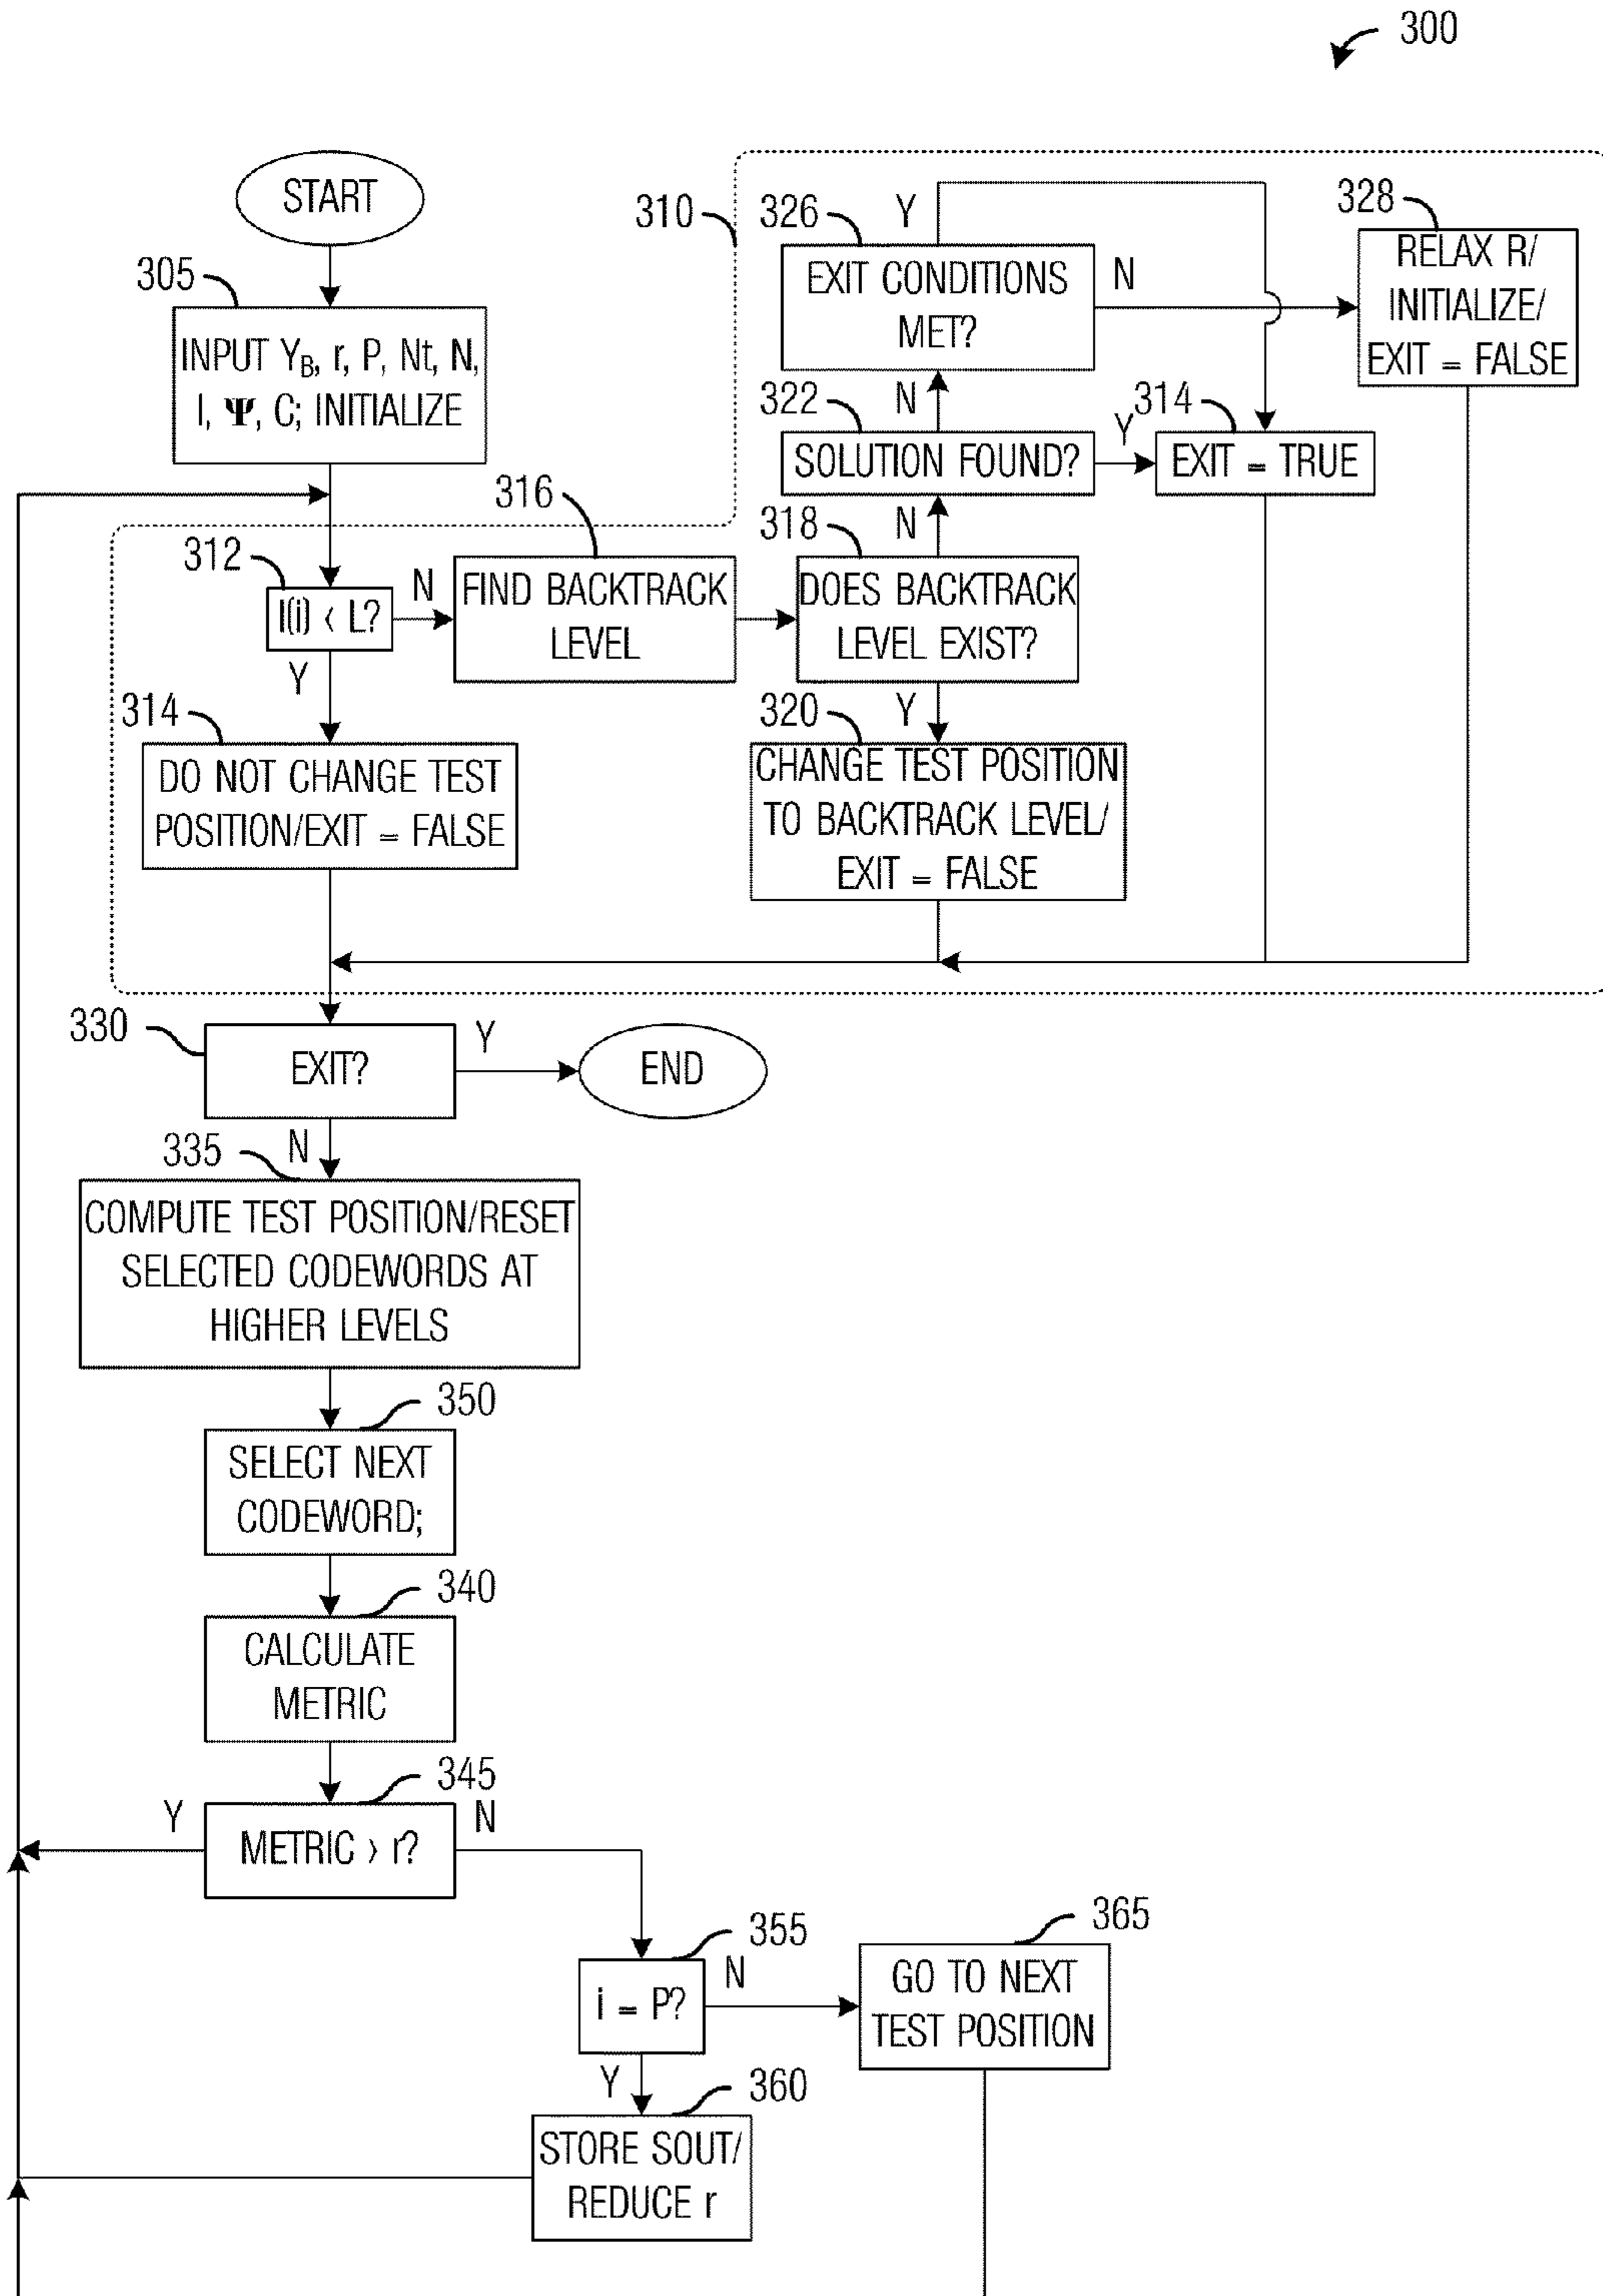 300
START
305
INPUT Y_B, r, P, Nt, N,
I, Ψ, C; INITIALIZE
310
326
Y
EXIT CONDITIONS
MET?
N
328
RELAX R/
INITIALIZE/
EXIT = FALSE
322
N
SOLUTION FOUND?
Y
314
EXIT = TRUE
312
I(i) < L?
N
316
FIND BACKTRACK
LEVEL
318
N
DOES BACKTRACK
LEVEL EXIST?
Y
314
DO NOT CHANGE TEST
POSITION/EXIT = FALSE
320
Y
CHANGE TEST POSITION
TO BACKTRACK LEVEL/
EXIT = FALSE
330
EXIT?
Y
END
335
N
COMPUTE TEST POSITION/RESET
SELECTED CODEWORDS AT
HIGHER LEVELS
350
SELECT NEXT
CODEWORD;
340
CALCULATE
METRIC
345
Y
METRIC > r?
N
355
i = P?
N
365
GO TO NEXT
TEST POSITION
Y
360
STORE SOUT/
REDUCE r